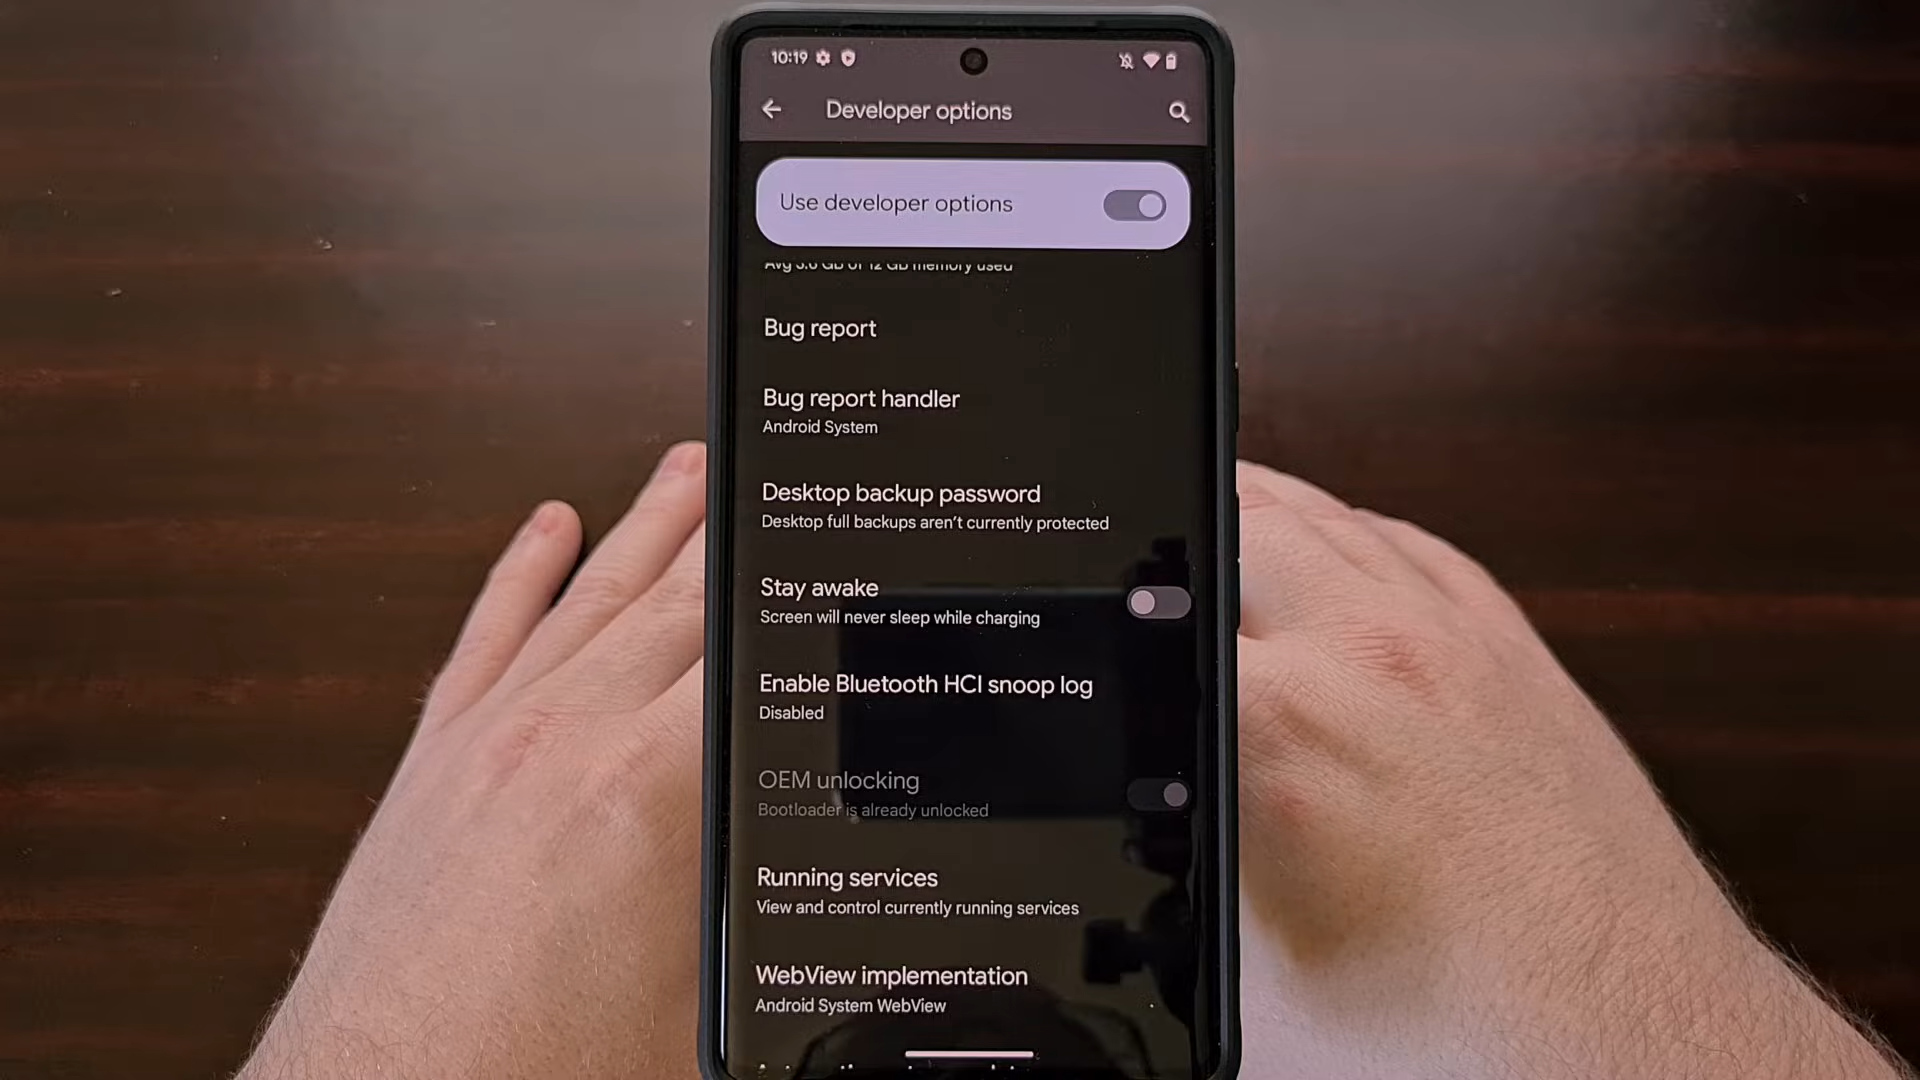 10:19
Developer options
Use developer options
Avg 3.6 GB of 12 GB memory used
Bug report
Bug report handler
Android System
Desktop backup password
Desktop full backups aren't currently protected
Stay awake
Screen will never sleep while charging
Enable Bluetooth HCI snoop log
Disabled
OEM unlocking
Bootloader is already unlocked
Running services
View and control currently running services
WebView implementation
Android System WebView